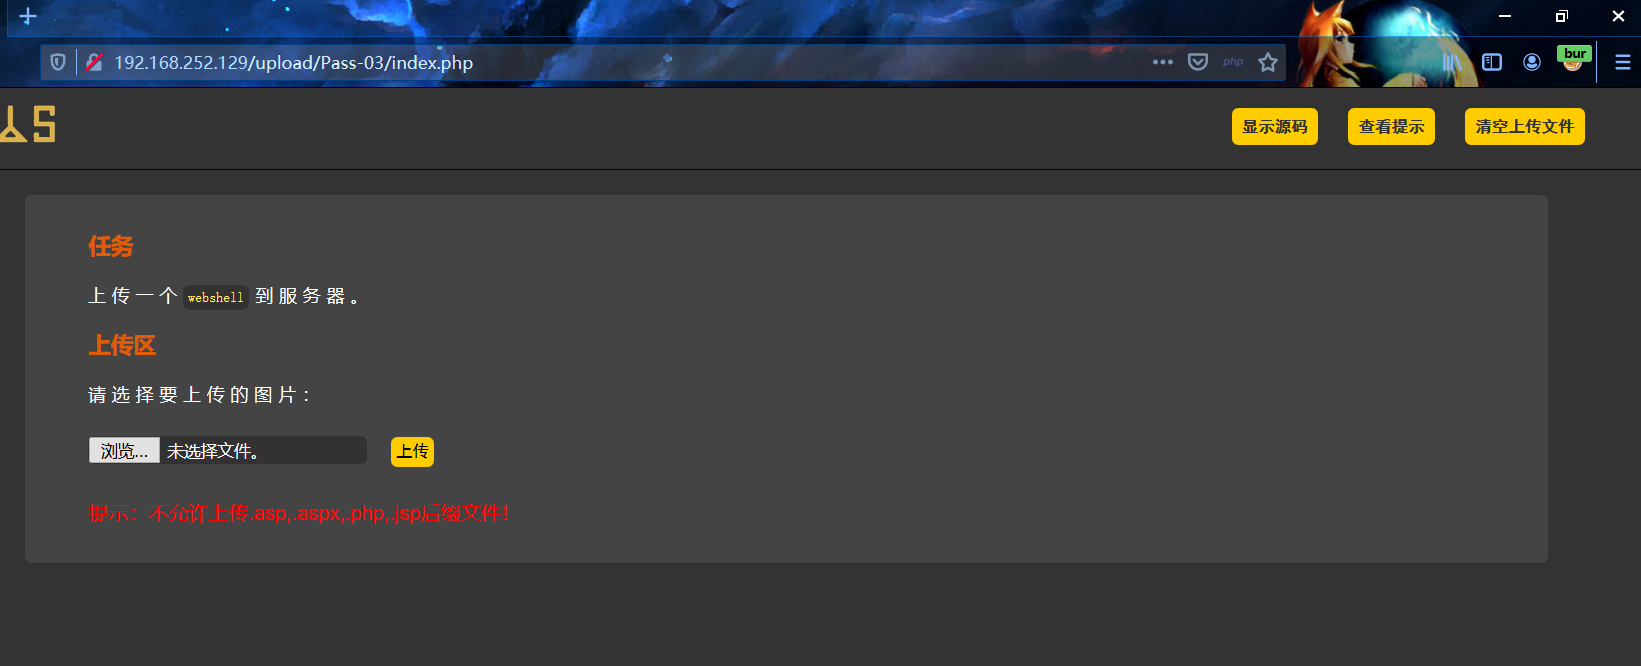 192.168.252.129/upload/Pass-03/index.php
php
bur
显示源码
查看提示
清空上传文件
任务
上传一个 webshell 到服务器。
上传区
请选择要上传的图片：
浏览... 未选择文件。
上传
提示：不允许上传.asp,.aspx,.php,.jsp后缀文件！